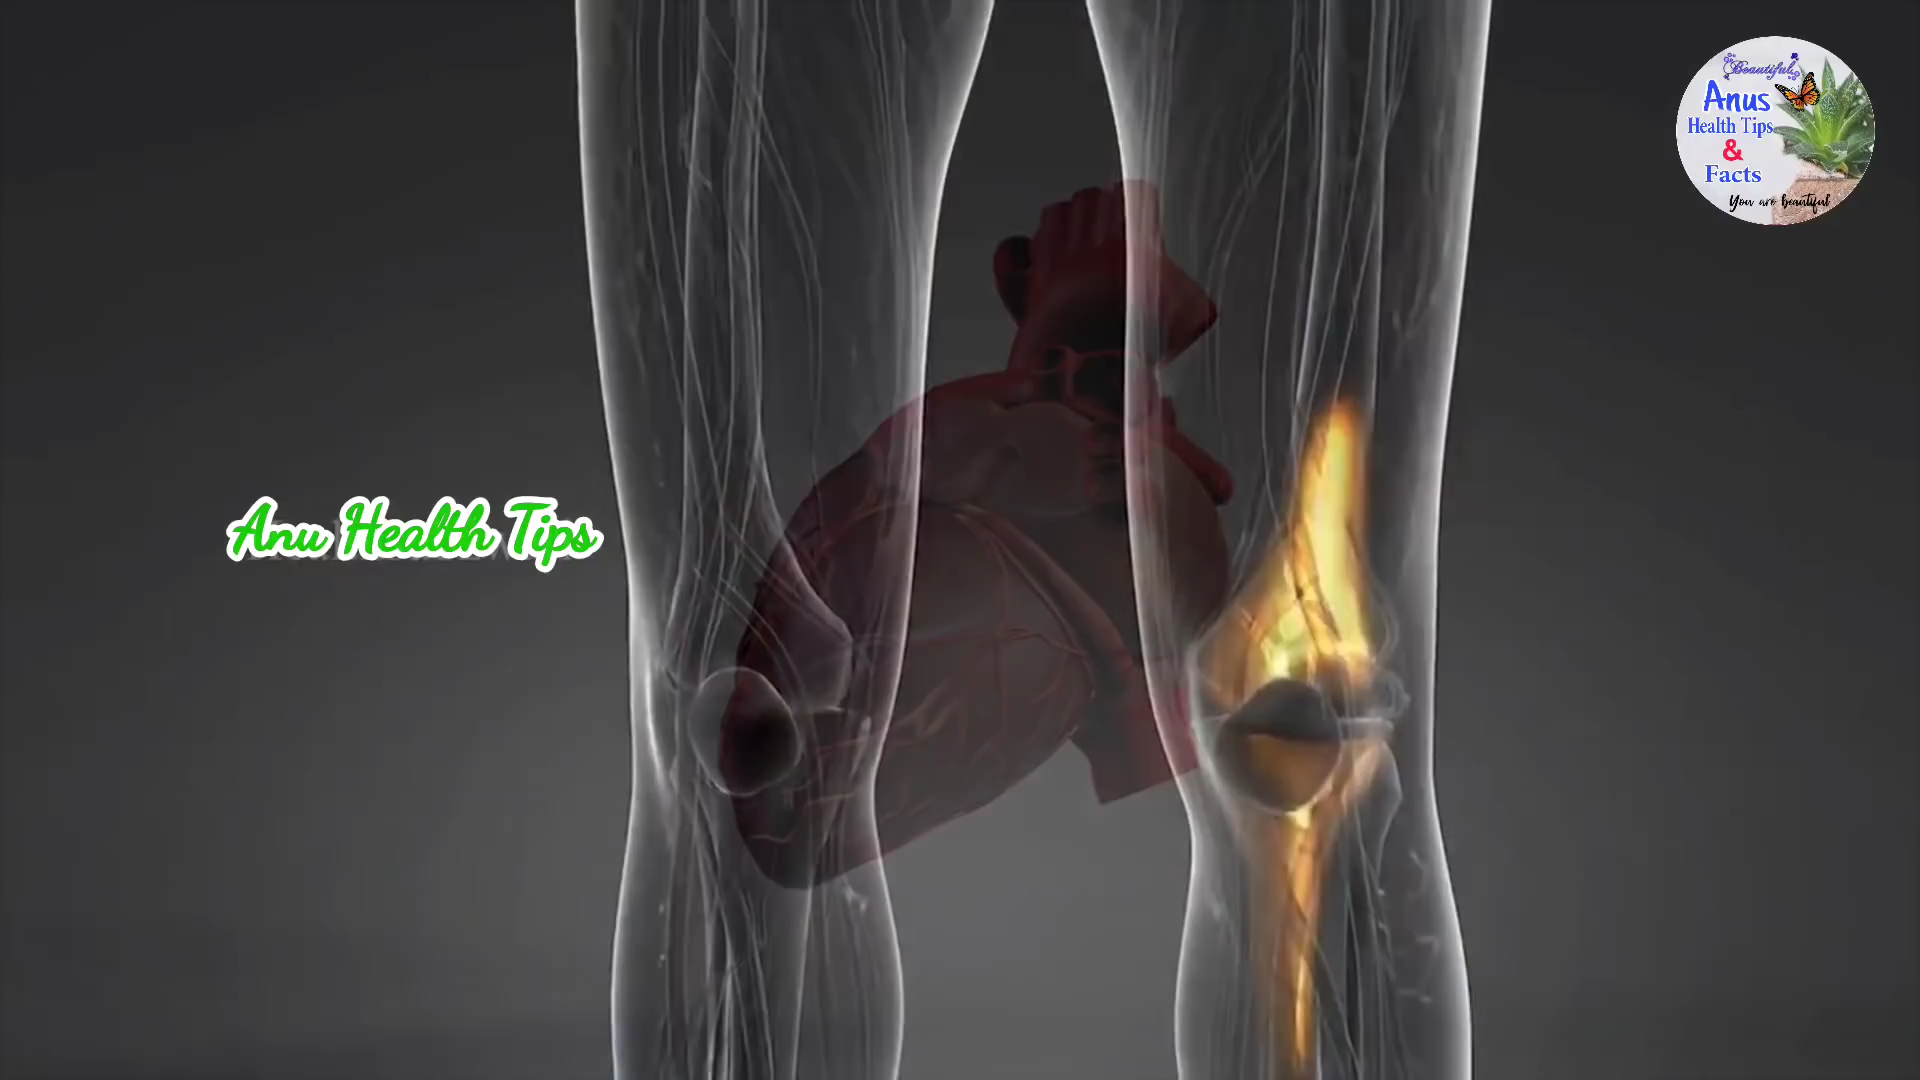 Beautiful
Anus
Health Tips
&
Facts
You are beautiful
Anu Health Tips